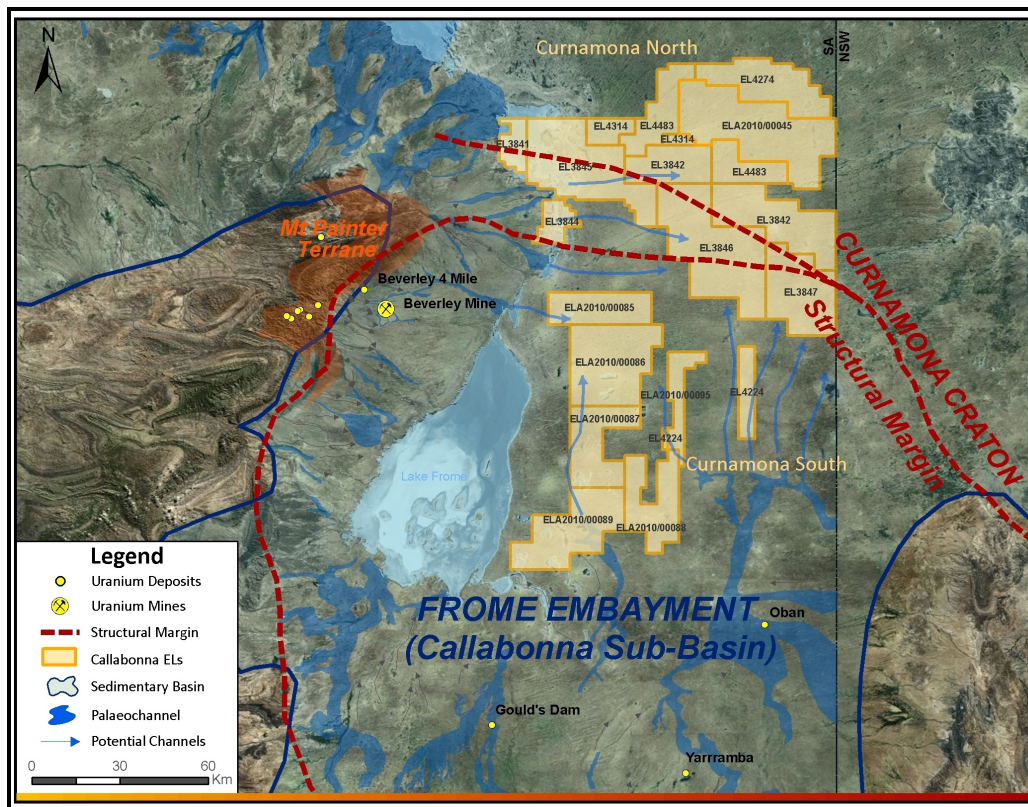 N
Curnamona North
SA
NSW
EL4274
EL4314
EL4483
ELA2010/00045
EL4314
EL3841
EL3845
EL3842
EL4483
Mt Painter
Terrane
EL3844
EL3842
EL3846
EL3847
CURNAMONA CRATON
Structural Margin
Beverley 4 Mile
Beverley Mine
ELA2010/00085
ELA2010/00086
ELA2010/00095
EL4224
ELA2010/00087
EL4224
Curnamona South
Lake Frome
ELA2010/00089
ELA2010/00088
FROME EMBAYMENT
(Callabonna Sub-Basin)
Oban
Gould's Dam
Yarrramba
Legend
Uranium Deposits
Uranium Mines
Structural Margin
Callabonna ELs
Sedimentary Basin
Palaeochannel
Potential Channels
0 30 60
Km